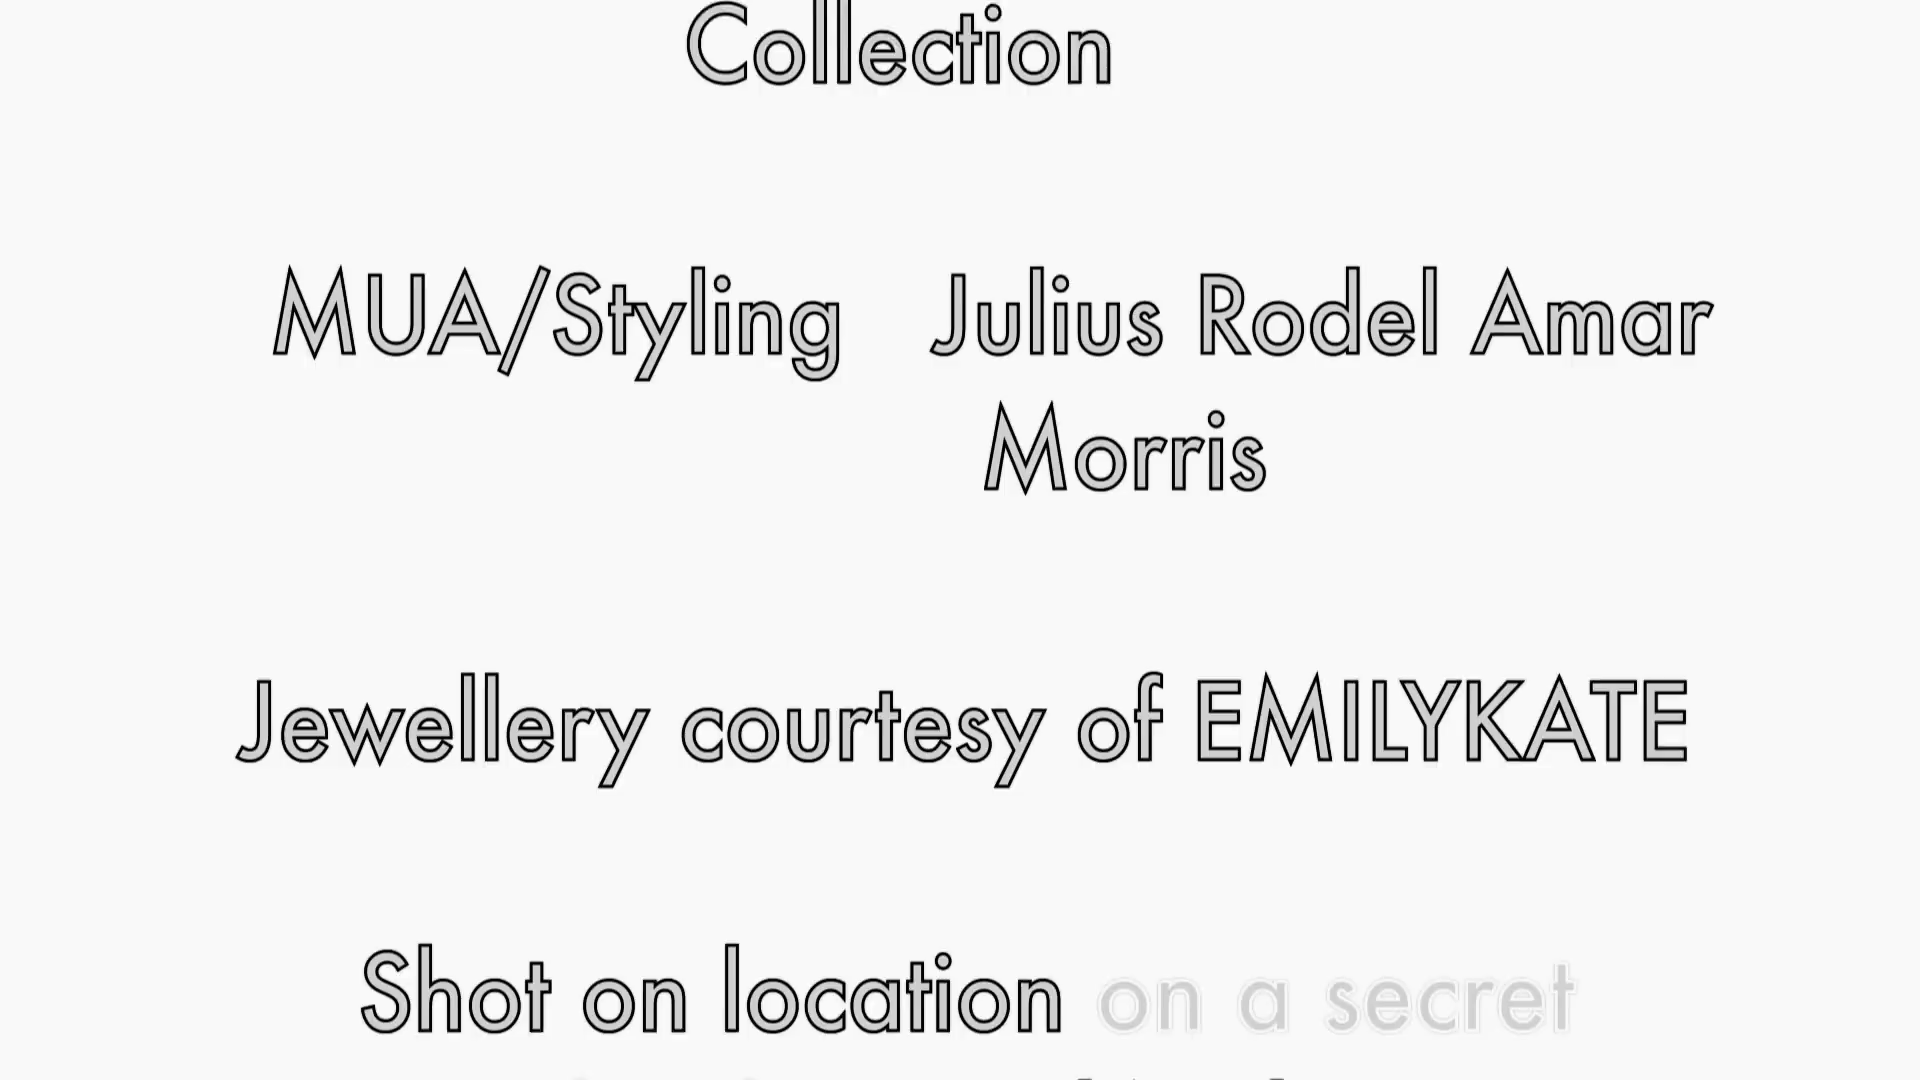 Collection
MUA/Styling Julius Rodel Amar
Morris
Jewellery courtesy of EMILYKATE
Shot on location on a secret